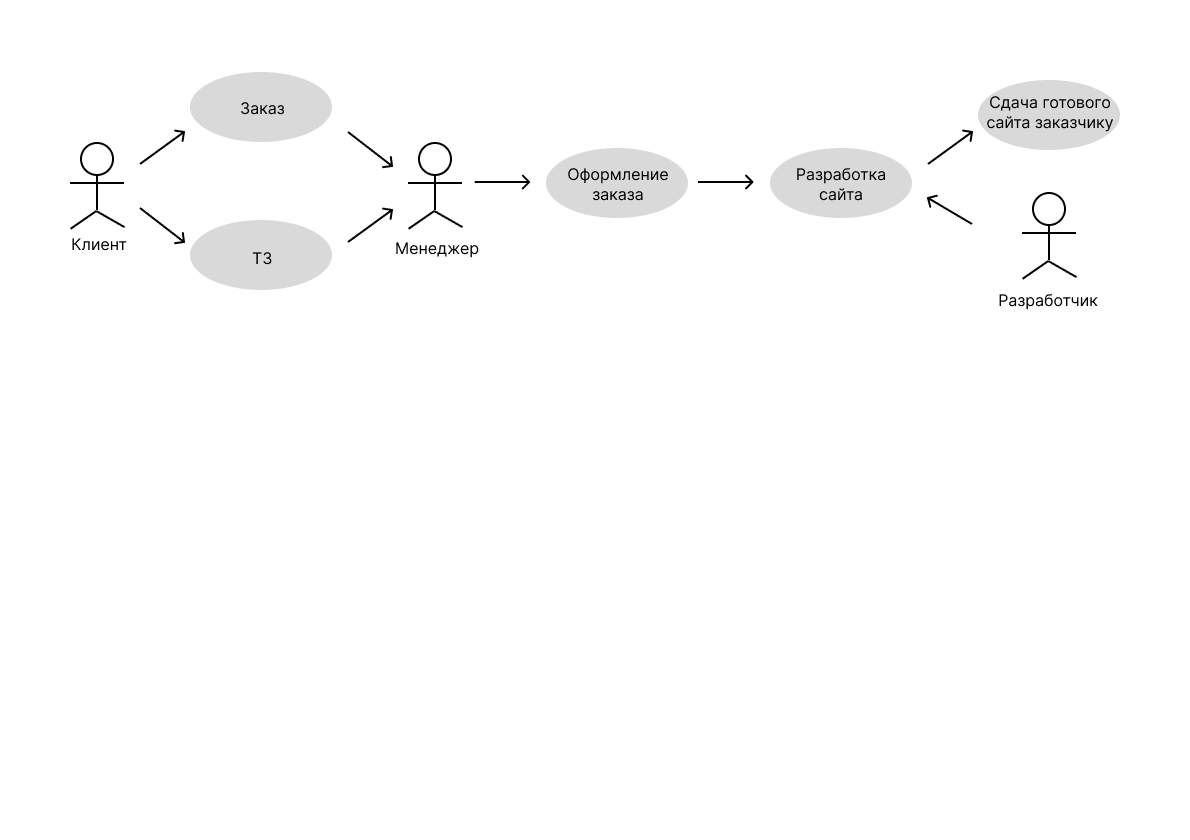 Заказ
Клиент
ТЗ
Менеджер
Оформление
заказа
Разработка
сайта
Сдача готового
сайта заказчику
Разработчик